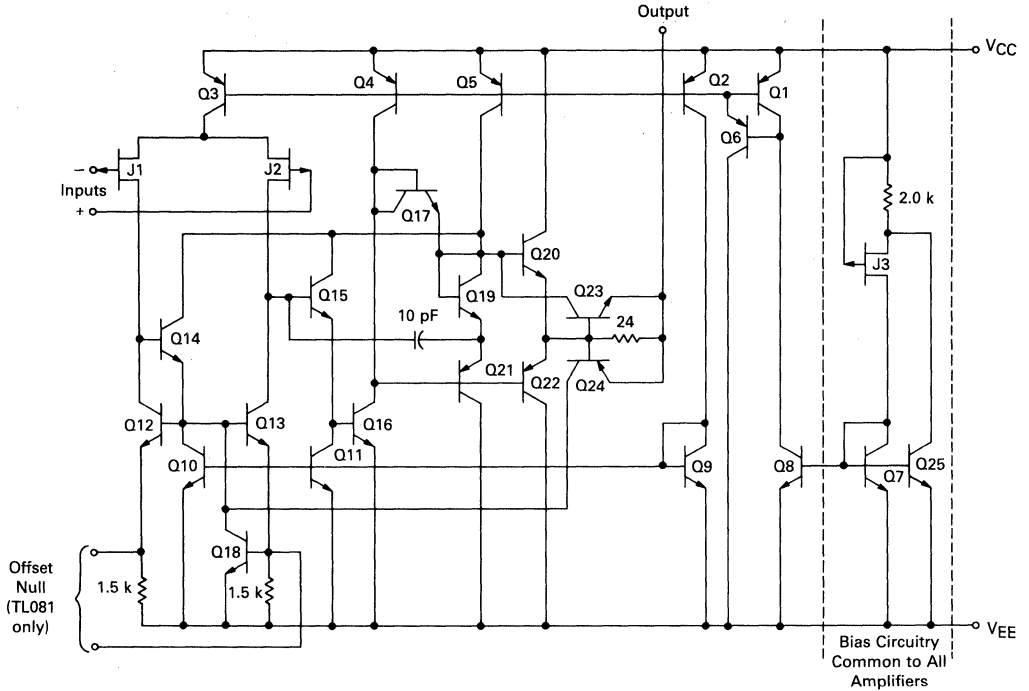 Output
VCC
Q3
Q4
Q5
Q2
Q1
Q6
−
J1
J2
Inputs
+
Q17
2.0 k
J3
Q20
Q15
Q19
Q23
10 pF
24
Q14
Q21
Q22
Q24
Q12
Q13
Q16
Q10
Q11
Q9
Q8
Q7
Q25
Q18
Offset
Null
(TL081
only)
1.5 k
1.5 k
VEE
Bias Circuitry
Common to All
Amplifiers